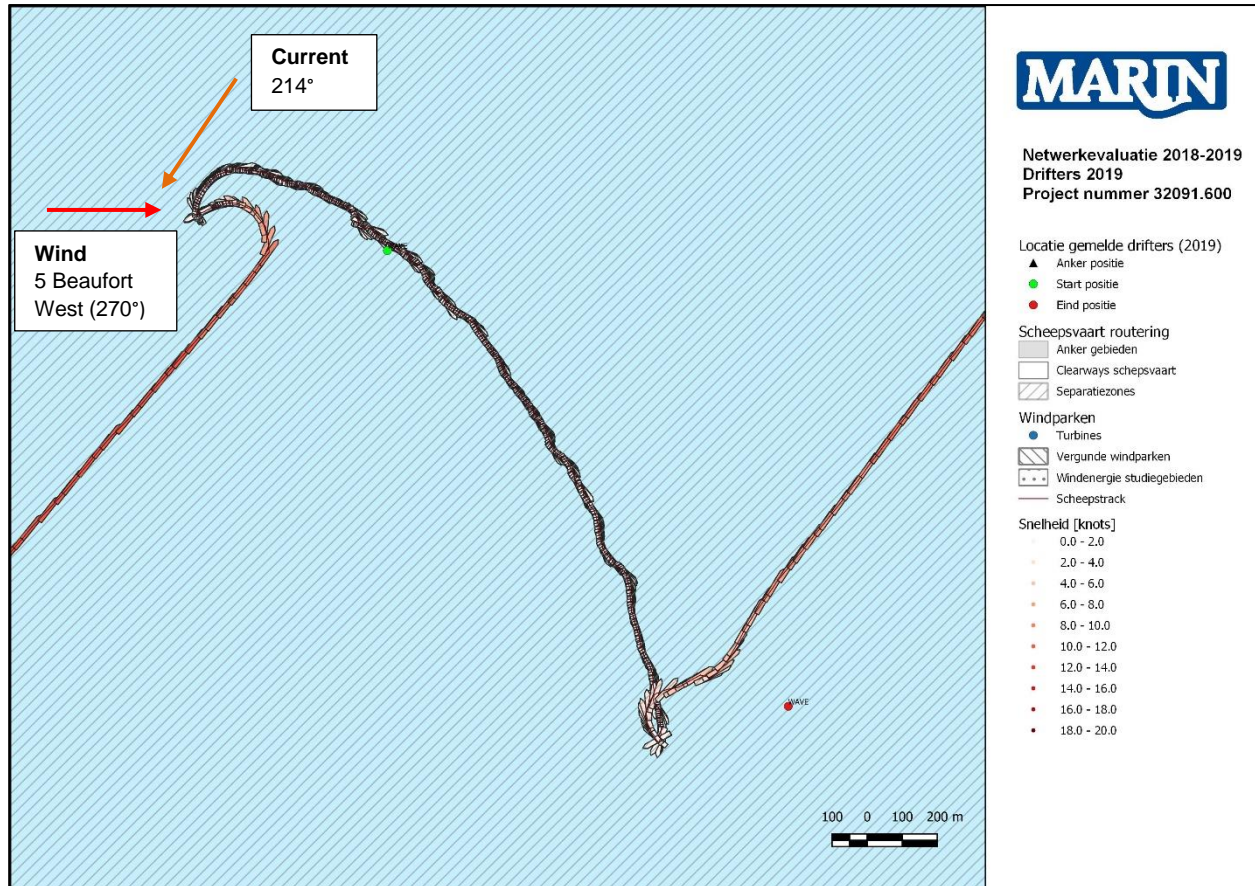 Current
214°
Wind
5 Beaufort
West (270°)
WAVE
100 0 100 200 m
MARIN
Netwerkevaluatie 2018-2019
Drifters 2019
Project nummer 32091.600
Locatie gemelde drifters (2019)
Anker positie
Start positie
Eind positie
Scheepsvaart routering
Anker gebieden
Clearways schepsvaart
Separatiezones
Windparken
Turbines
Vergunde windparken
Windenergie studiegebieden
Scheepstrack
Snelheid [knots]
0.0 - 2.0
2.0 - 4.0
4.0 - 6.0
6.0 - 8.0
8.0 - 10.0
10.0 - 12.0
12.0 - 14.0
14.0 - 16.0
16.0 - 18.0
18.0 - 20.0